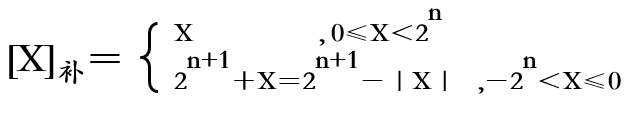 [X]补= { X ,0≤X<2^n
2^{n+1}+X=2^{n+1}-|X| ,-2^n<X≤0